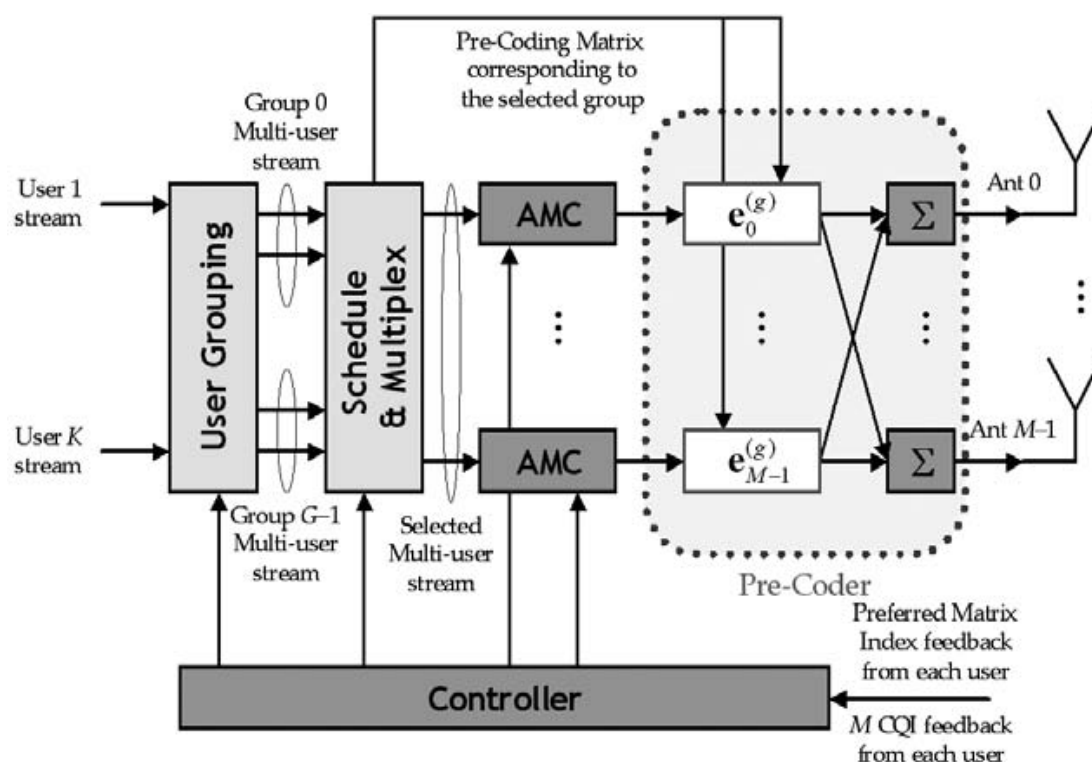 Pre-Coding Matrix
corresponding to
the selected group
Group 0
Multi-user
stream
User 1
stream
User Grouping
Schedule
& Multiplex
AMC
e_0^(g)
Σ
Ant 0
...
...
...
...
User K
stream
AMC
e_{M-1}^(g)
Σ
Ant M–1
Group G–1
Multi-user
stream
Selected
Multi-user
stream
Pre-Coder
Controller
Preferred Matrix
Index feedback
from each user
M CQI feedback
from each user